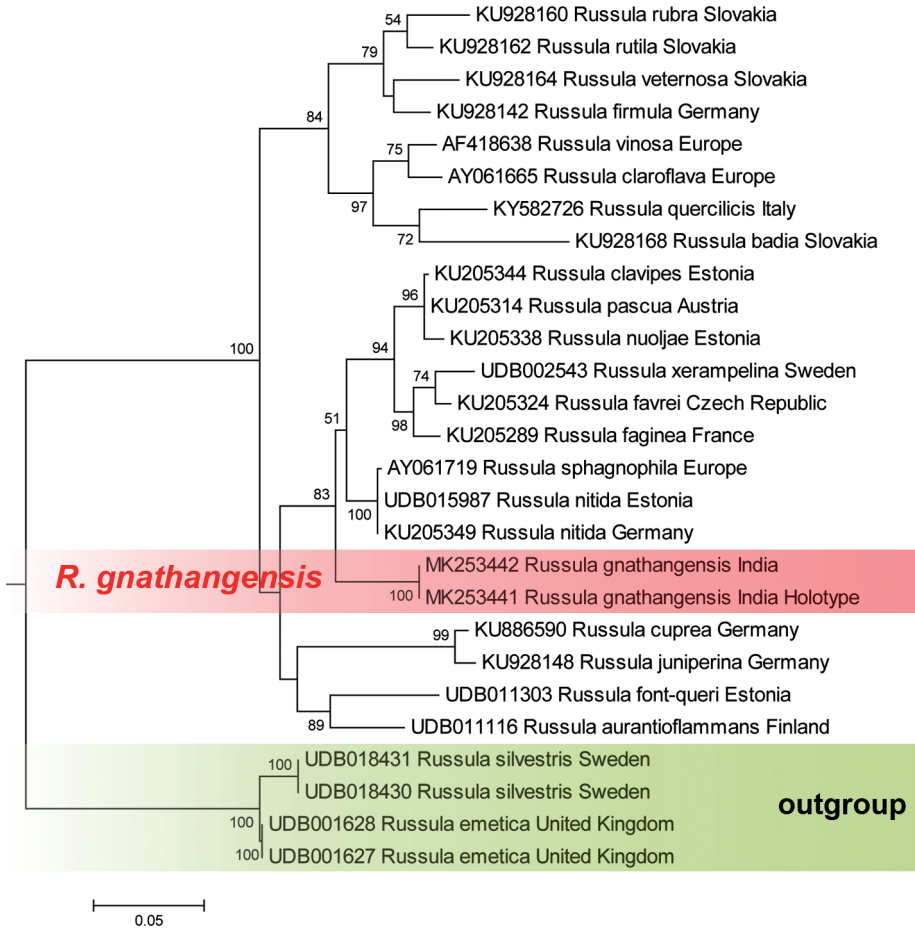 KU928160 Russula rubra Slovakia
54
KU928162 Russula rutila Slovakia
79
KU928164 Russula veternosa Slovakia
KU928142 Russula firmula Germany
84
AF418638 Russula vinosa Europe
75
AY061665 Russula claroflava Europe
97
KY582726 Russula quercilicis Italy
72
KU928168 Russula badia Slovakia
KU205344 Russula clavipes Estonia
96
KU205314 Russula pascua Austria
KU205338 Russula nuoljae Estonia
100
94
UDB002543 Russula xerampelina Sweden
74
KU205324 Russula favrei Czech Republic
98
51
KU205289 Russula faginea France
AY061719 Russula sphagnophila Europe
83
UDB015987 Russula nitida Estonia
100
KU205349 Russula nitida Germany
R. gnathangensis
MK253442 Russula gnathangensis India
100
MK253441 Russula gnathangensis India Holotype
KU886590 Russula cuprea Germany
99
KU928148 Russula juniperina Germany
UDB011303 Russula font-queri Estonia
89
UDB011116 Russula aurantioflammans Finland
UDB018431 Russula silvestris Sweden
100
UDB018430 Russula silvestris Sweden
outgroup
100
UDB001628 Russula emetica United Kingdom
100
UDB001627 Russula emetica United Kingdom
0.05